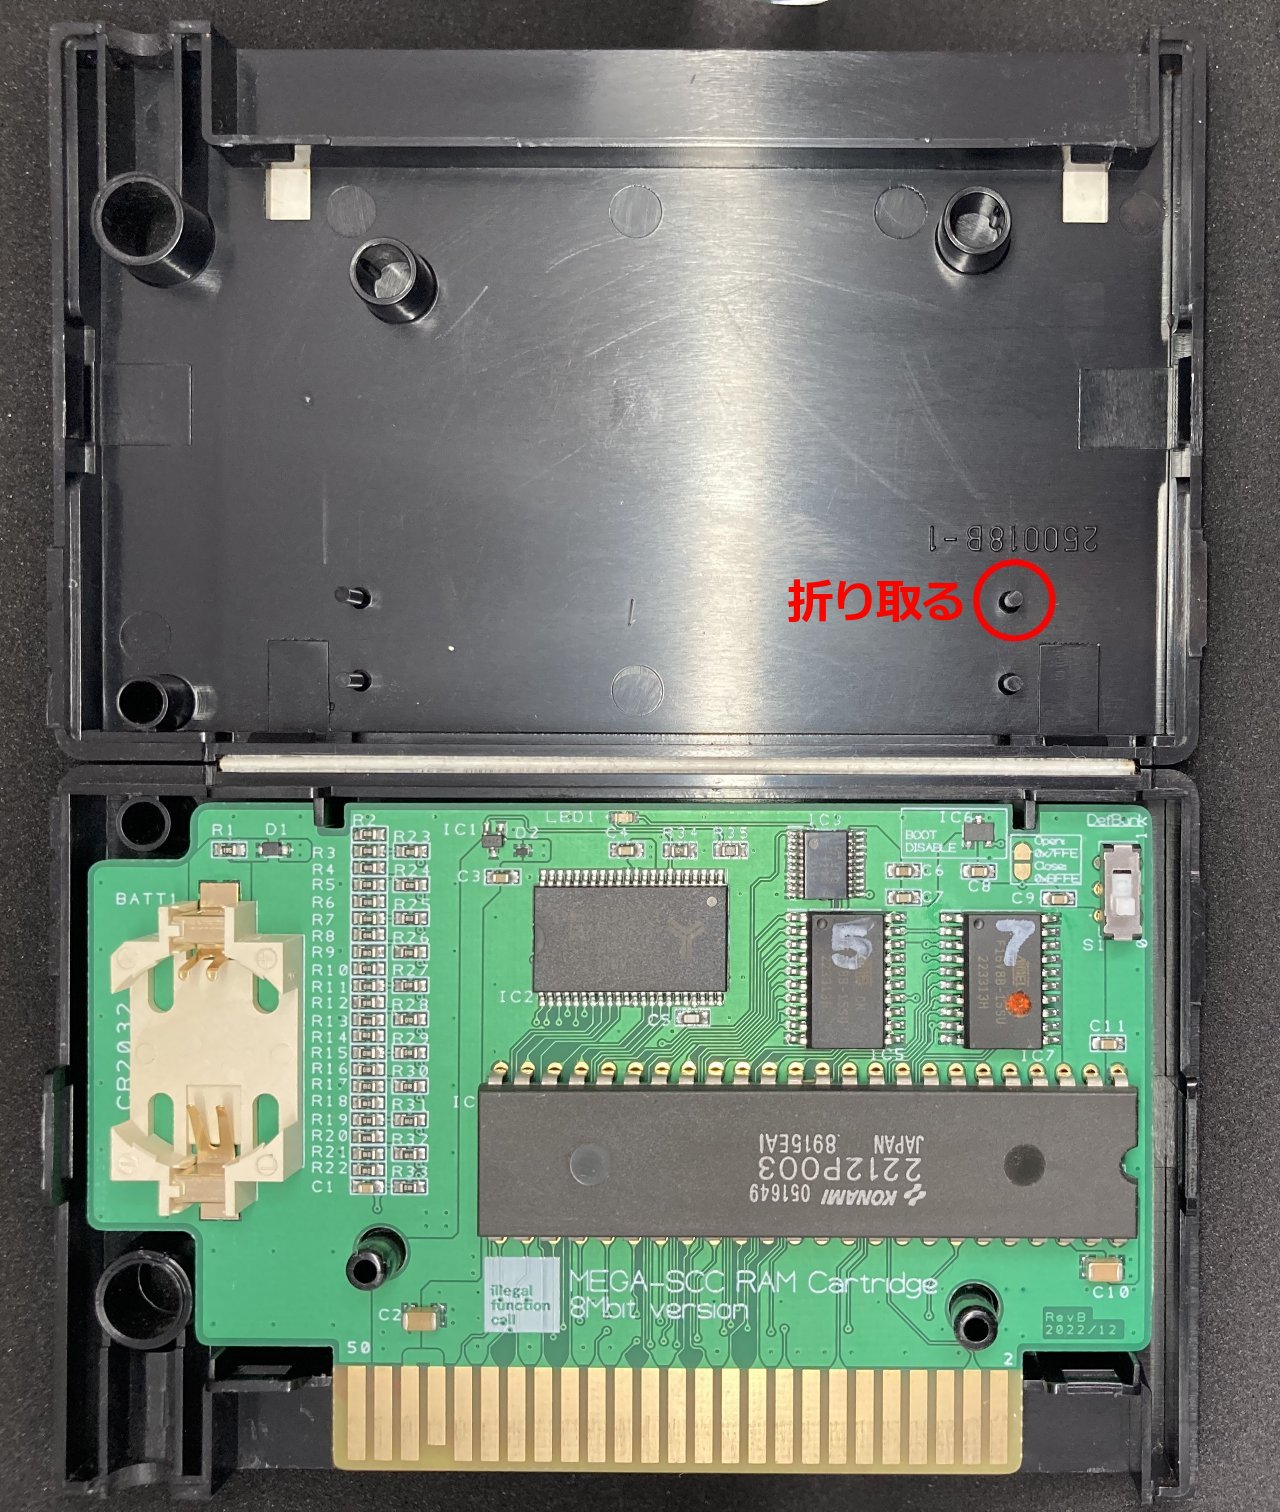 250018B-1
折り取る
R1
D1
BATT1
CR2032
R2
R3
R4
R5
R6
R7
R8
R9
R10
R11
R12
R13
R14
R15
R16
R17
R18
R19
R20
R21
R22
C1
R23
R24
R25
R26
R27
R28
R29
R30
R31
R32
R33
IC1
D2
C3
LED1
C4
R34
R35
IC2
C5
IC3
BOOT
DISABLE
IC6
C6
C7
C8
Open:
0x7FFE
Close:
0xBFFE
C9
DefBank
1
S1
0
5
7
IC5
IC7
C11
IC
KONAMI 051649
2212P003
JAPAN 8915EAI
illegal
function
call
MEGA-SCC RAM Cartridge
8Mbit version
C2
C10
RevB
2022/12
50
2